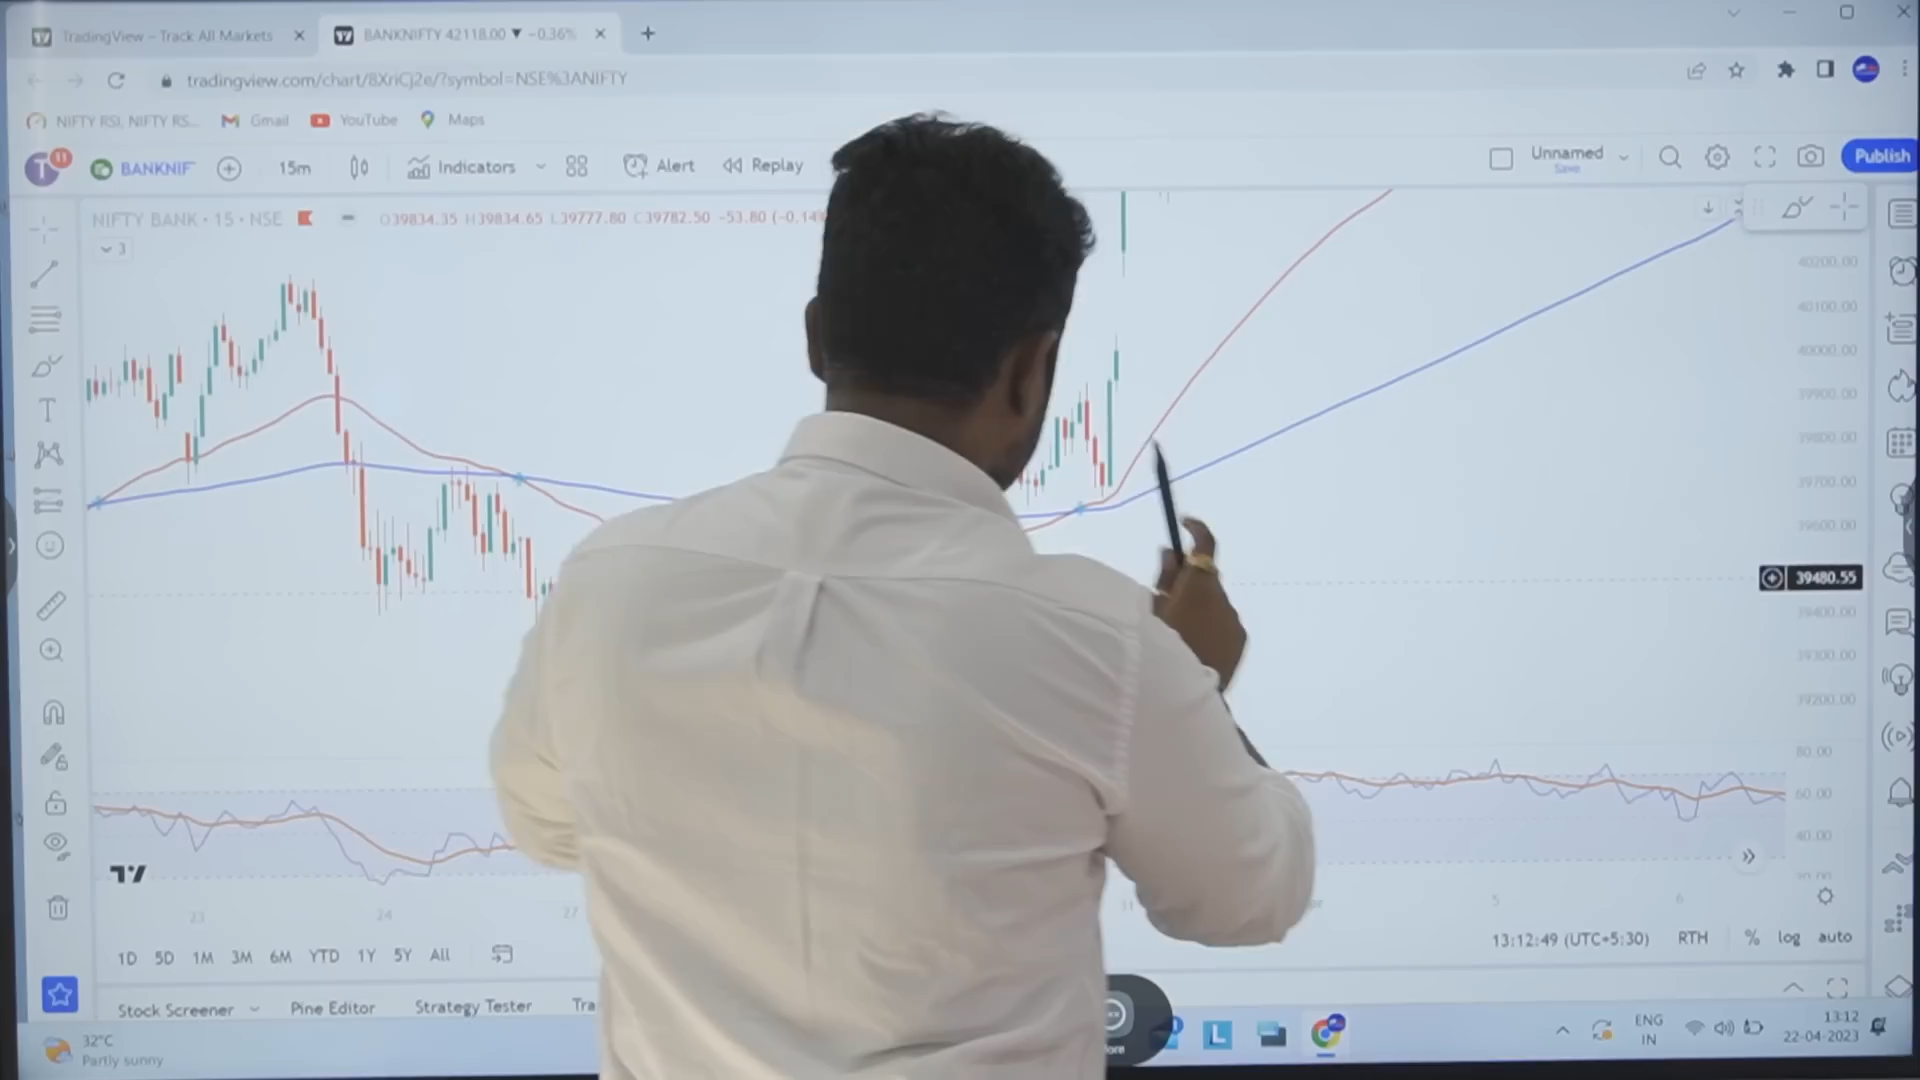 TradingView – Track All Markets
BANKNIFTY 42118.00 ▼ −0.36%
tradingview.com/chart/8XriCj2e/?symbol=NSE%3ANIFTY
NIFTY RSI, NIFTY RS...
Gmail
YouTube
Maps
T 11
BANKNIF
15m
Indicators
Alert
Replay
Unnamed
Save
Publish
NIFTY BANK · 15 · NSE
O39834.35 H39834.65 L39777.80 C39782.50 −53.80 (−0.14%
3
40200.00
40100.00
40000.00
39900.00
39800.00
39700.00
39600.00
39480.55
39400.00
39300.00
39200.00
80.00
60.00
40.00
20.00
23
24
27
31
5
6
1D 5D 1M 3M 6M YTD 1Y 5Y All
13:12:49 (UTC+5:30) RTH % log auto
Stock Screener
Pine Editor
Strategy Tester
Tra
32°C
Partly sunny
L
ENG
IN
13:12
22-04-2023